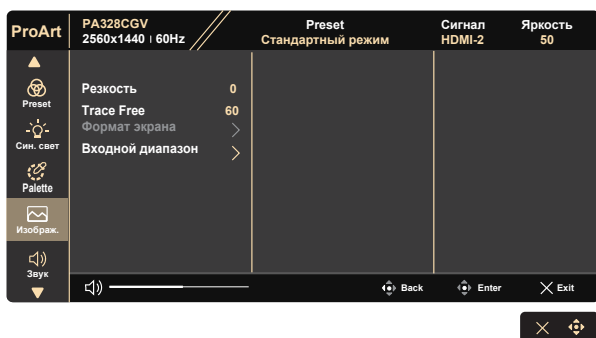 ProArt
PA328CGV
2560x1440 | 60Hz
Preset
Стандартный режим
Сигнал
HDMI-2
Яркость
50
Preset
Син. свет
Palette
Изображ.
Звук
Резкость 0
Trace Free 60
Формат экрана
Входной диапазон
Back
Enter
Exit